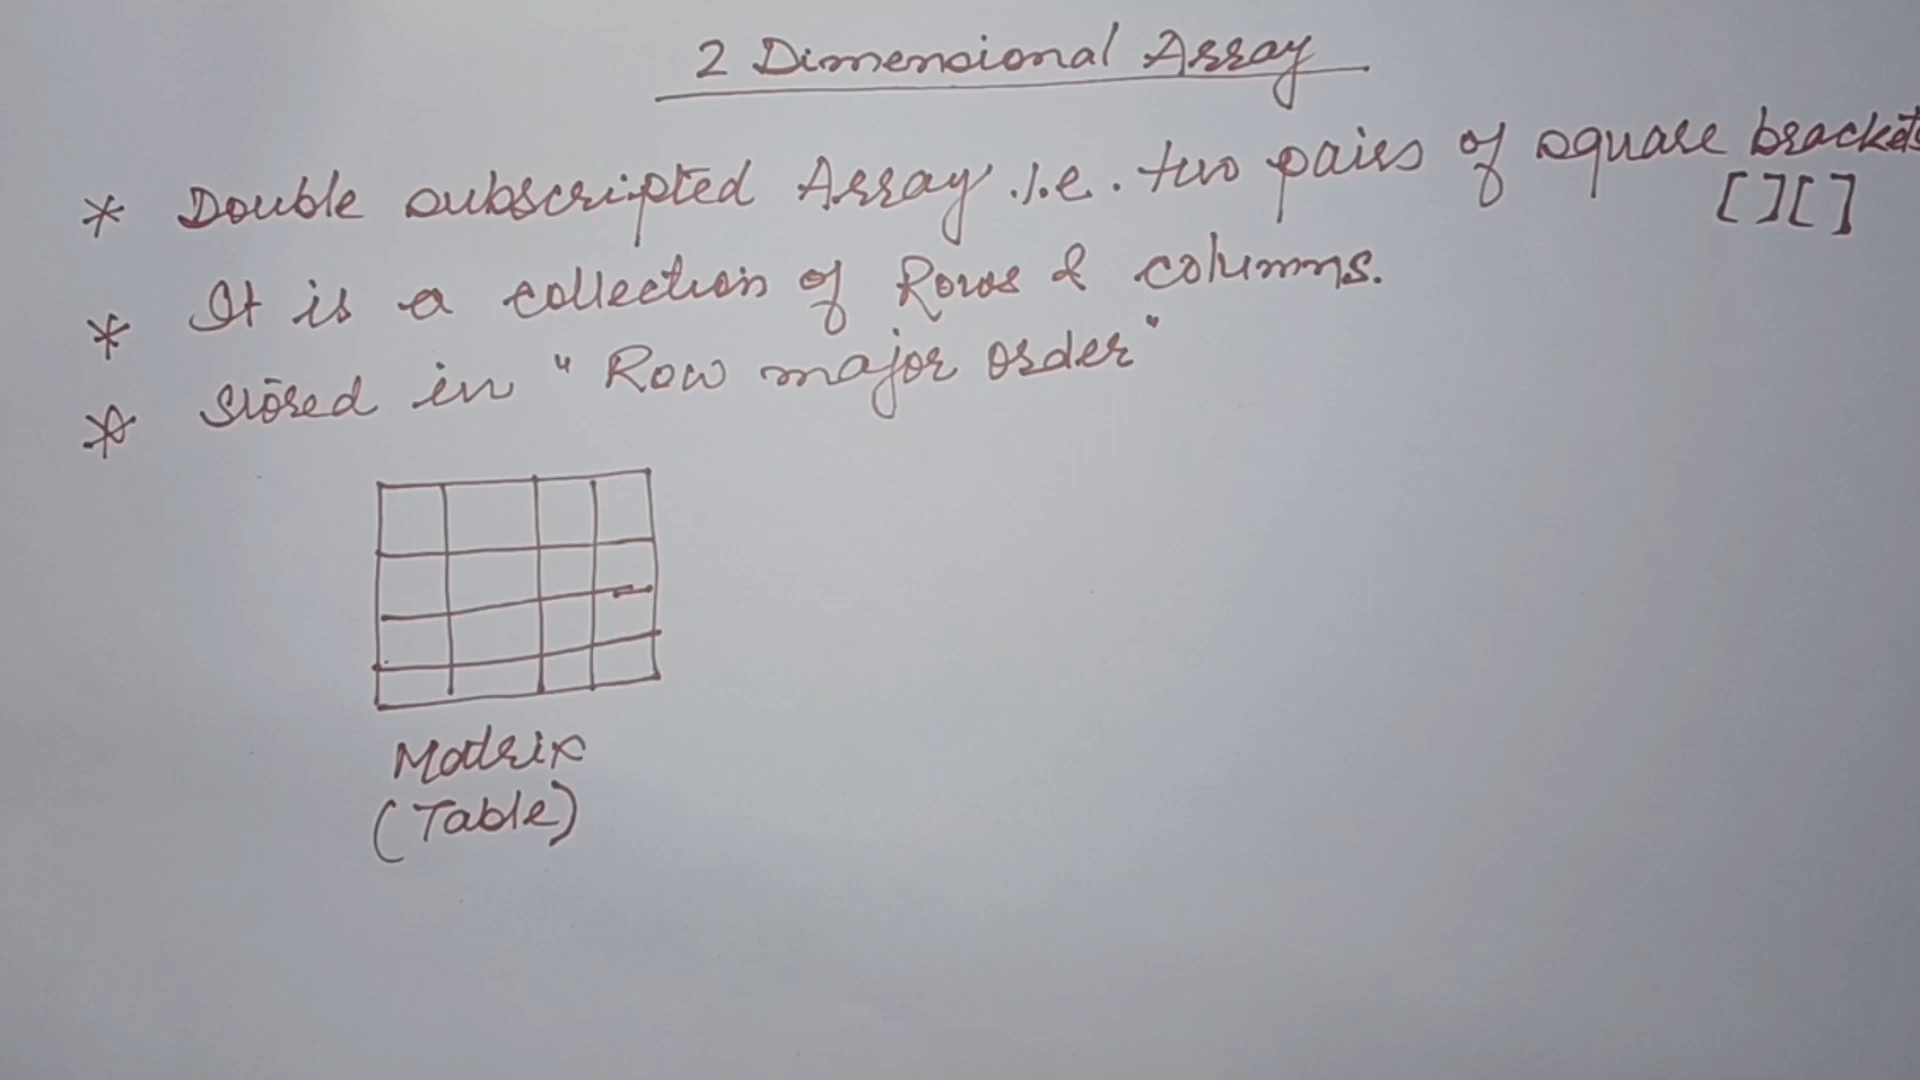 2 Dimensional Array
* Double subscripted Array .i.e. two pairs of square brackets
[][]
* It is a collection of Rows & columns.
* Stored in "Row major order"
Matrix
(Table)